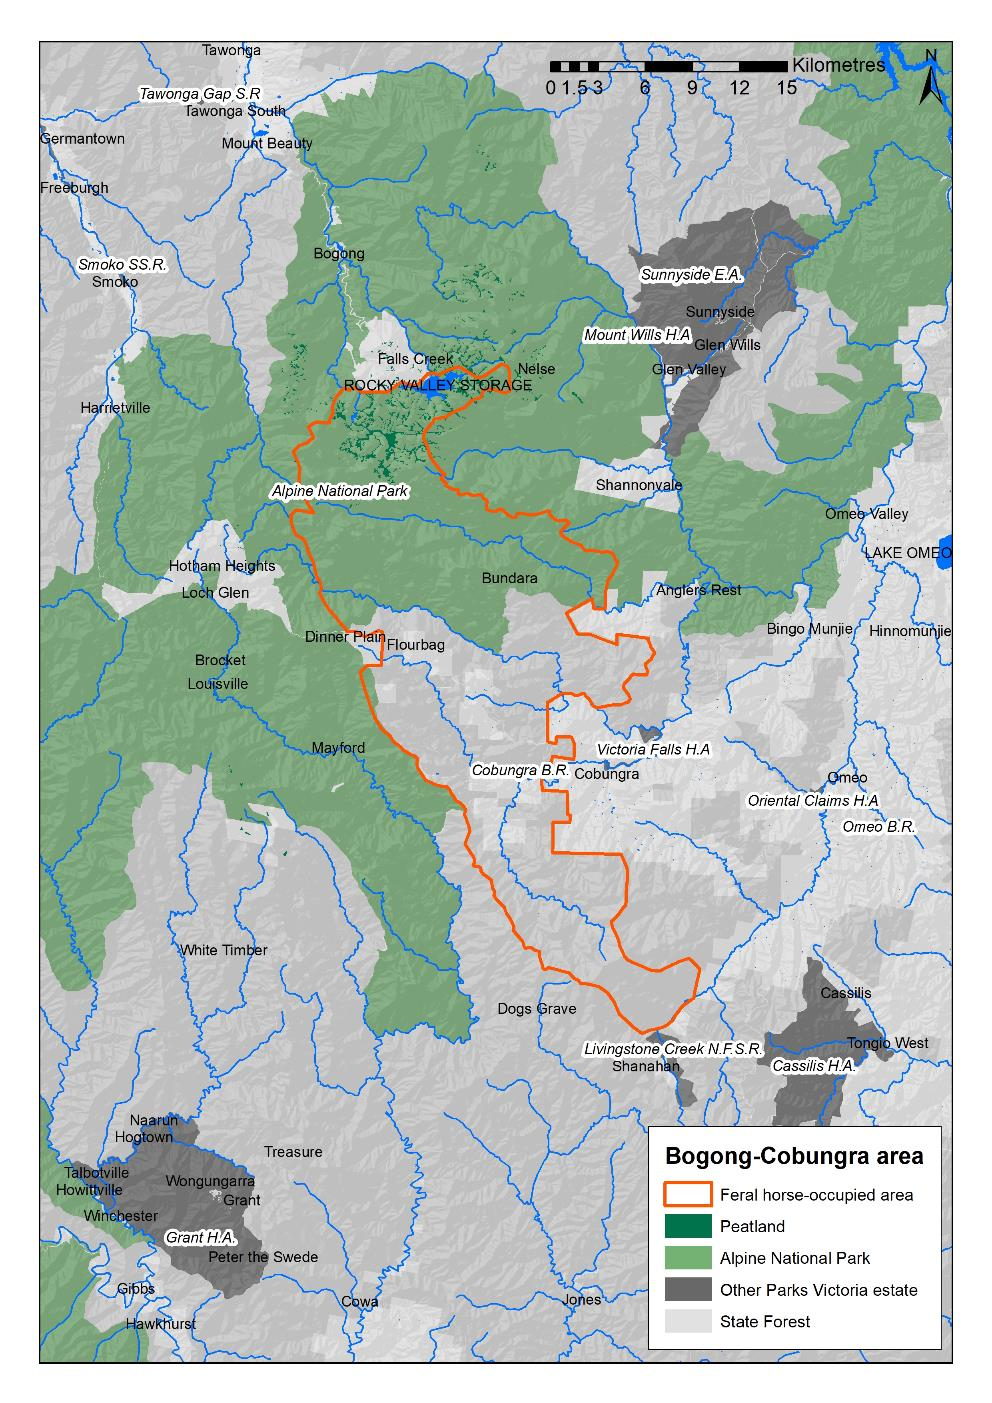 Tawonga
Kilometres
N
0 1.5 3 6 9 12 15
Tawonga Gap S.R
Tawonga South
Germantown
Mount Beauty
Freeburgh
Bogong
Smoko SS.R.
Smoko
Sunnyside E.A.
Sunnyside
Mount Wills H.A
Glen Wills
Falls Creek
Nelse
Glen Valley
ROCKY VALLEY STORAGE
Harrietville
Alpine National Park
Shannonvale
Omeo Valley
LAKE OMEO
Hotham Heights
Bundara
Loch Glen
Anglers Rest
Dinner Plain
Flourbag
Bingo Munjie
Hinnomunjie
Brocket
Louisville
Mayford
Victoria Falls H.A
Cobungra B.R.
Cobungra
Omeo
Oriental Claims H.A
Omeo B.R.
White Timber
Cassilis
Dogs Grave
Livingstone Creek N.F.S.R.
Tongio West
Shanahan
Cassilis H.A.
Naarun
Hogtown
Treasure
Talbotville
Wongungarra
Howittville
Grant
Winchester
Grant H.A.
Peter the Swede
Gibbs
Cowa
Jones
Hawkhurst
Bogong-Cobungra area
Feral horse-occupied area
Peatland
Alpine National Park
Other Parks Victoria estate
State Forest